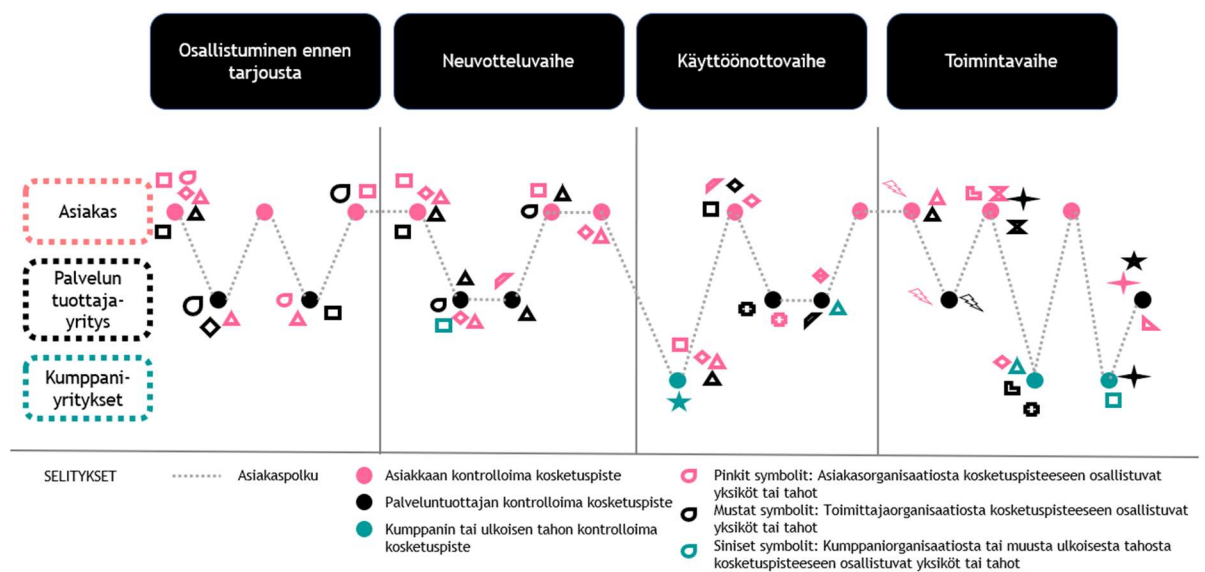 Osallistuminen ennen
tarjousta
Neuvotteluvaihe
Käyttöönottovaihe
Toimintavaihe
Asiakas
Palvelun
tuottaja-
yritys
Kumppani-
yritykset
SELITYKSET
Asiakaspolku
Asiakkaan kontrolloima kosketuspiste
Palveluntuottajan kontrolloima kosketuspiste
Kumppanin tai ulkoisen tahon kontrolloima
kosketuspiste
Pinkit symbolit: Asiakasorganisaatiosta kosketuspisteeseen osallistuvat
yksiköt tai tahot
Mustat symbolit: Toimittajaorganisaatiosta kosketuspisteeseen osallistuvat
yksiköt tai tahot
Siniset symbolit: Kumppaniorganisaatiosta tai muusta ulkoisesta tahosta
kosketuspisteeseen osallistuvat yksiköt tai tahot